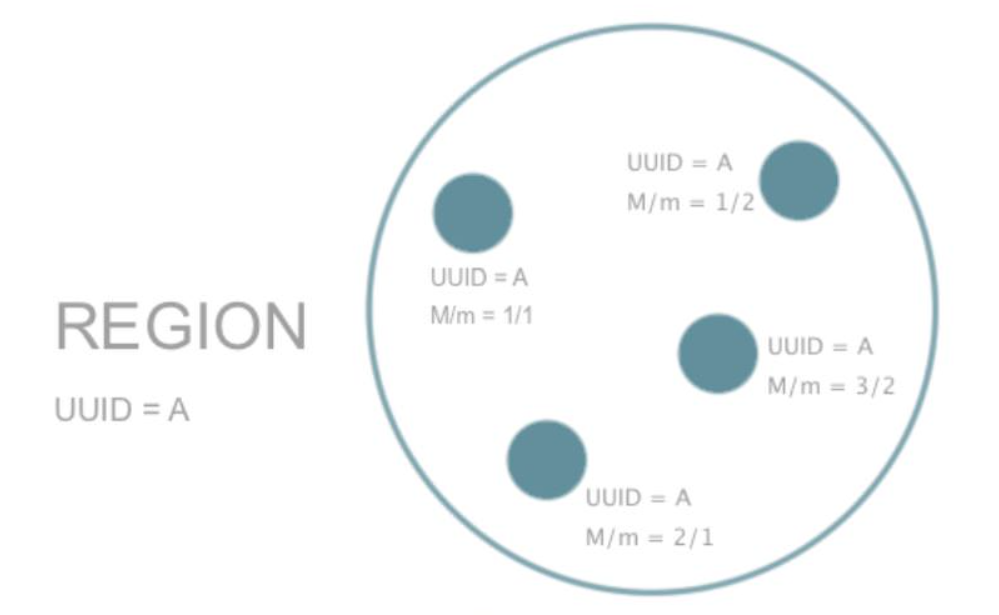 REGION
UUID = A
UUID = A
M/m = 1/1
UUID = A
M/m = 1/2
UUID = A
M/m = 3/2
UUID = A
M/m = 2/1